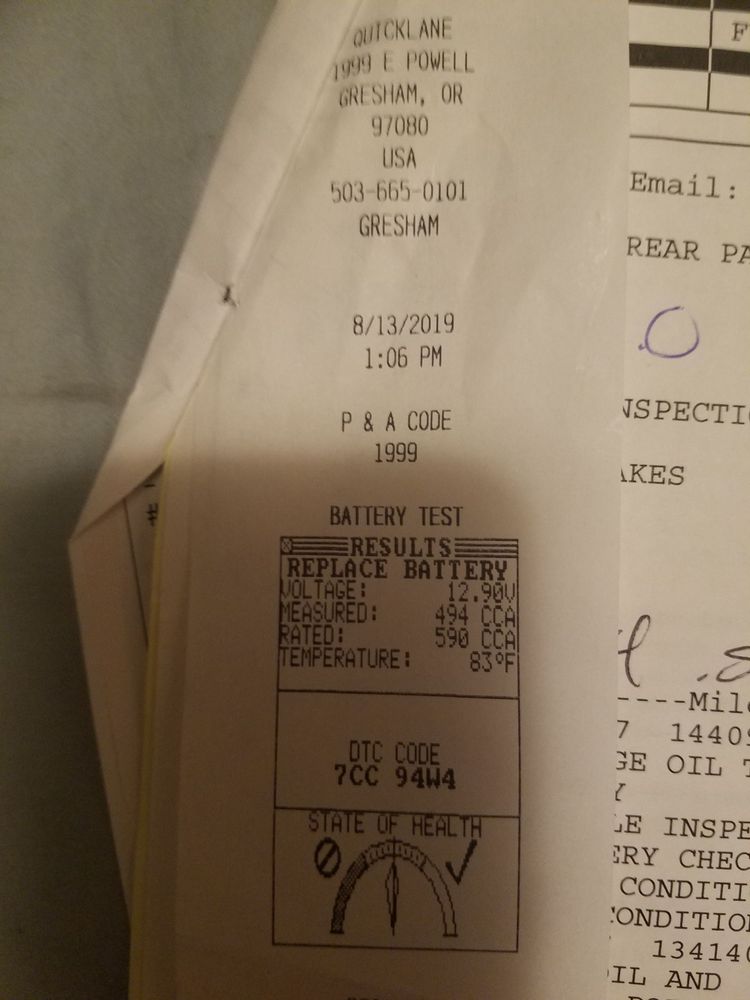 QUICKLANE
1999 E POWELL
GRESHAM, OR
97080
USA
503-665-0101
GRESHAM
8/13/2019
1:06 PM
P & A CODE
1999
BATTERY TEST
RESULTS
REPLACE BATTERY
VOLTAGE: 12.90V
MEASURED: 494 CCA
RATED: 590 CCA
TEMPERATURE: 83°F
DTC CODE
7CC 94W4
STATE OF HEALTH
F
Email:
REAR PA
.0
NSPECTI
AKES
----Mil
7 1440
GE OIL T
Y
LE INSPE
ERY CHEC
CONDITI
CONDITIO
13414
OIL AND